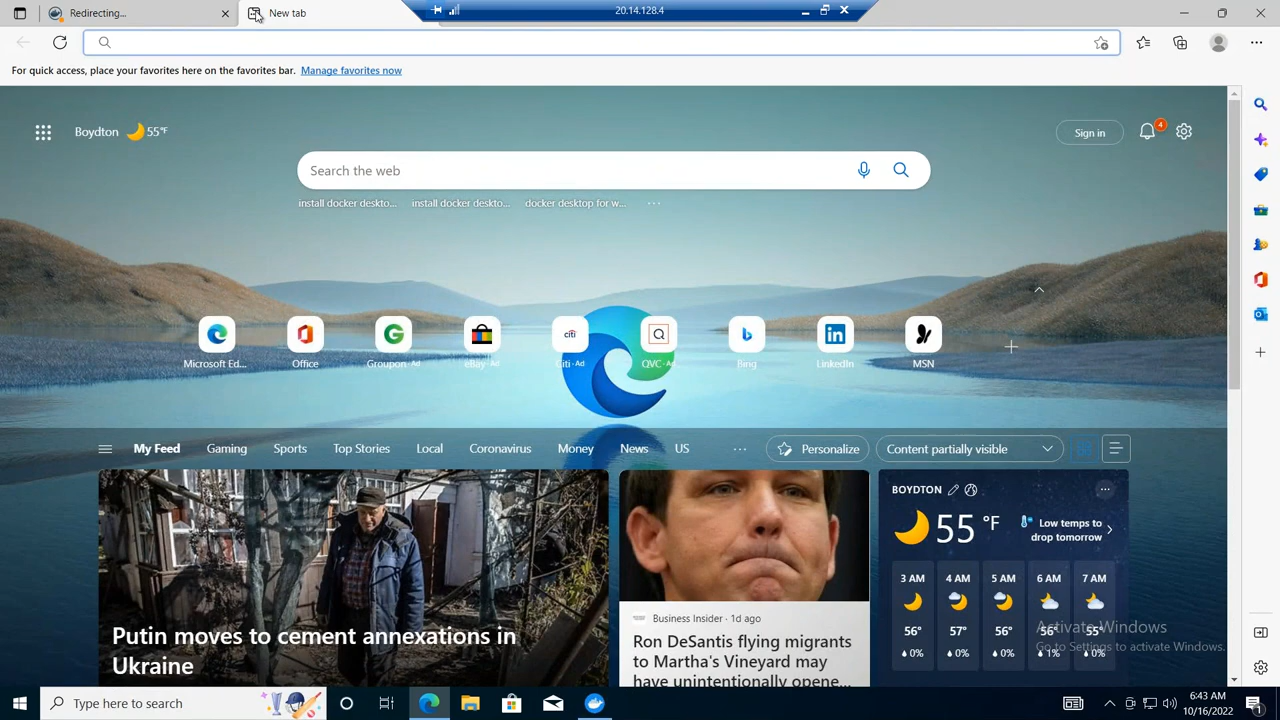 Redirecting...
New tab
20.14.128.4
For quick access, place your favorites here on the favorites bar. Manage favorites now
Boydton 55°F
Sign in
4
Search the web
install docker deskto...
install docker deskto...
docker desktop for w...
Microsoft Ed...
Office
Groupon · Ad
eBay · Ad
citi
Citi · Ad
QVC · Ad
Bing
LinkedIn
MSN
My Feed
Gaming
Sports
Top Stories
Local
Coronavirus
Money
News
US
Personalize
Content partially visible
Putin moves to cement annexations in
Ukraine
Business Insider · 1d ago
Ron DeSantis flying migrants
to Martha's Vineyard may
have unintentionally opene...
BOYDTON
55 °F
Low temps to
drop tomorrow
3 AM 4 AM 5 AM 6 AM 7 AM
56° 57° 56° 56° 55°
0% 0% 0% 1% 0%
Activate Windows
Go to Settings to activate Windows.
Type here to search
6:43 AM
10/16/2022
1